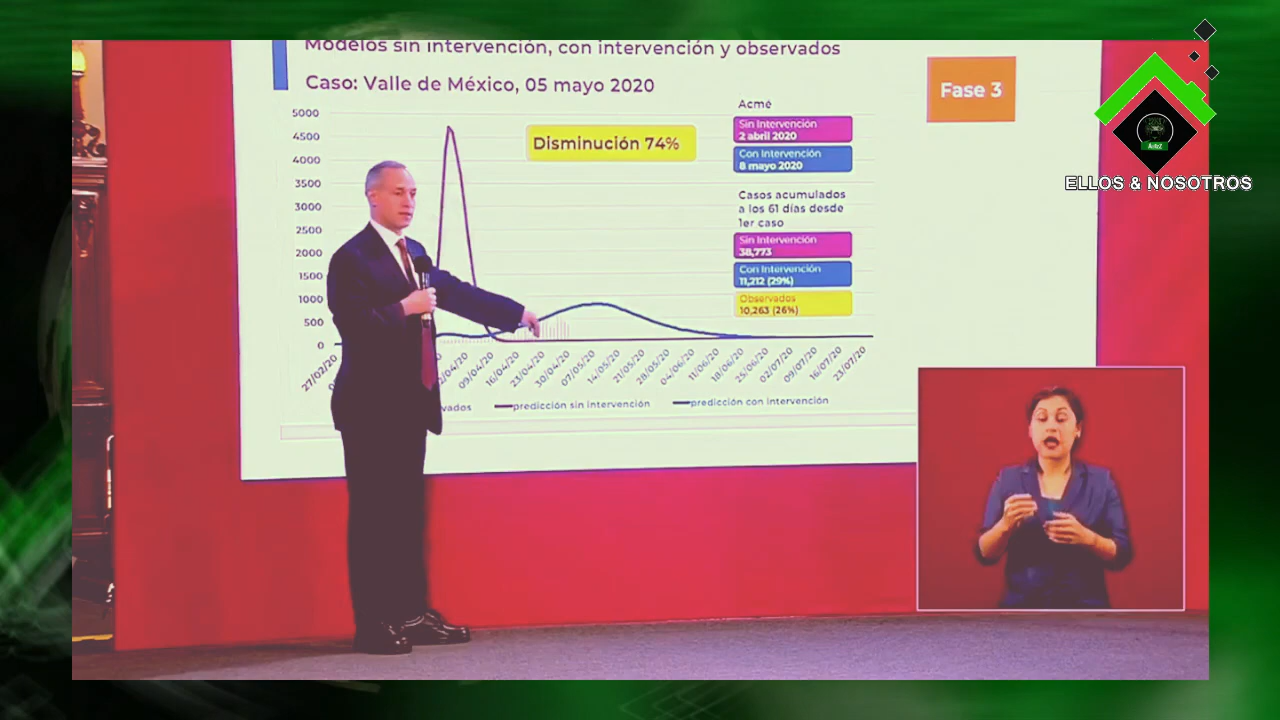 Modelos sin intervención, con intervención y observados
Caso: Valle de México, 05 mayo 2020
Fase 3
Disminución 74%
5000
4500
4000
3500
3000
2500
2000
1500
1000
500
0
27/02/20
2/04/20
09/04/20
16/04/20
23/04/20
30/04/20
07/05/20
14/05/20
21/05/20
28/05/20
04/06/20
11/06/20
18/06/20
25/06/20
02/07/20
09/07/20
16/07/20
23/07/20
vados
predicción sin intervención
predicción con intervención
Acmé
Sin Intervención
2 abril 2020
Con Intervención
8 mayo 2020
Casos acumulados
a los 61 días desde
1er caso
Sin Intervención
38,773
Con Intervención
11,212 (29%)
Observados
10,263 (26%)
ELLOS & NOSOTROS